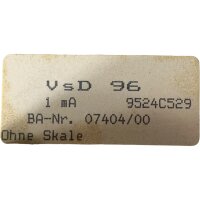 VsD 96
1 mA 9524C529
BA-Nr. 07404/00
Ohne Skale